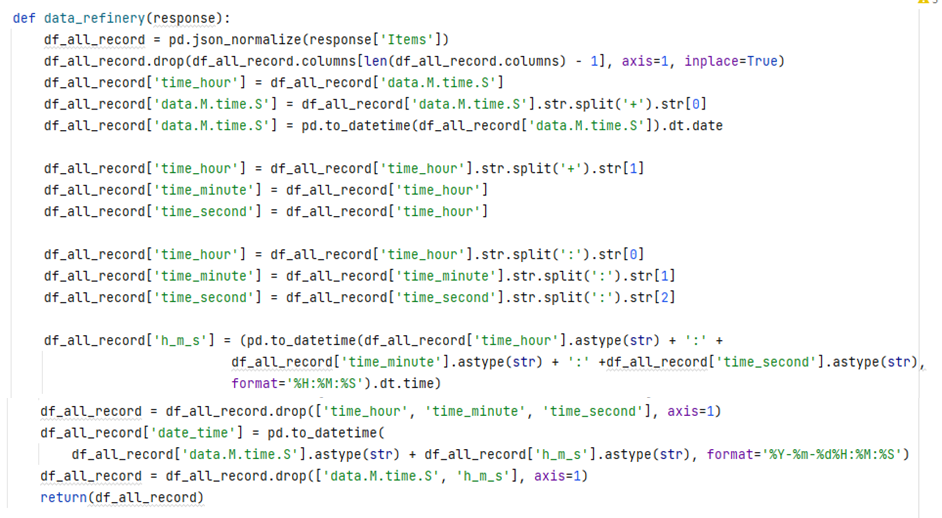 def data_refinery(response):
    df_all_record = pd.json_normalize(response['Items'])
    df_all_record.drop(df_all_record.columns[len(df_all_record.columns) - 1], axis=1, inplace=True)
    df_all_record['time_hour'] = df_all_record['data.M.time.S']
    df_all_record['data.M.time.S'] = df_all_record['data.M.time.S'].str.split('+').str[0]
    df_all_record['data.M.time.S'] = pd.to_datetime(df_all_record['data.M.time.S']).dt.date

    df_all_record['time_hour'] = df_all_record['time_hour'].str.split('+').str[1]
    df_all_record['time_minute'] = df_all_record['time_hour']
    df_all_record['time_second'] = df_all_record['time_hour']

    df_all_record['time_hour'] = df_all_record['time_hour'].str.split(':').str[0]
    df_all_record['time_minute'] = df_all_record['time_minute'].str.split(':').str[1]
    df_all_record['time_second'] = df_all_record['time_second'].str.split(':').str[2]

    df_all_record['h_m_s'] = (pd.to_datetime(df_all_record['time_hour'].astype(str) + ':' +
                            df_all_record['time_minute'].astype(str) + ':' +df_all_record['time_second'].astype(str),
                            format='%H:%M:%S').dt.time)
    df_all_record = df_all_record.drop(['time_hour', 'time_minute', 'time_second'], axis=1)
    df_all_record['date_time'] = pd.to_datetime(
        df_all_record['data.M.time.S'].astype(str) + df_all_record['h_m_s'].astype(str), format='%Y-%m-%d%H:%M:%S')
    df_all_record = df_all_record.drop(['data.M.time.S', 'h_m_s'], axis=1)
    return(df_all_record)